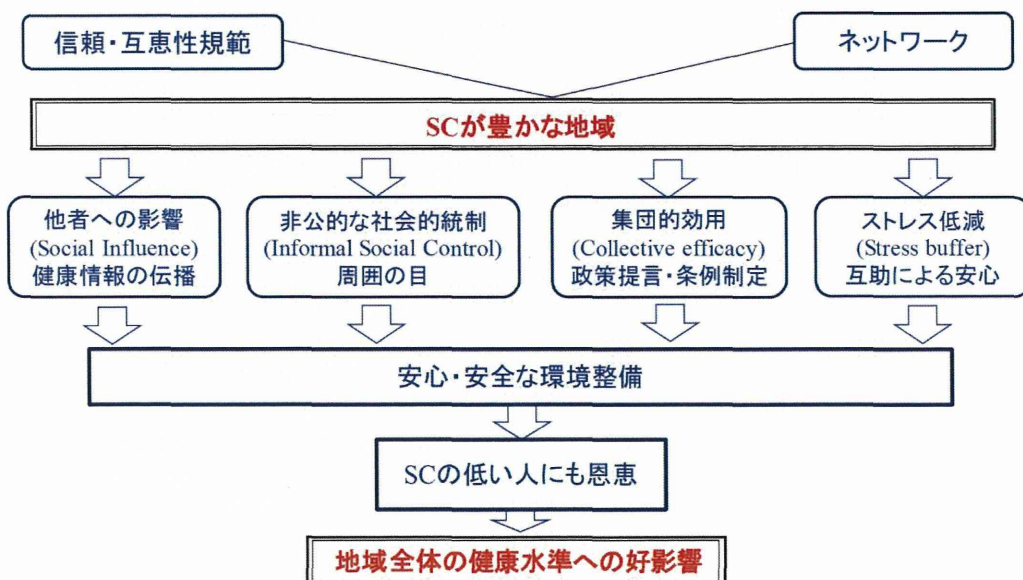 信頼・互恵性規範
ネットワーク
SCが豊かな地域
他者への影響
(Social Influence)
健康情報の伝播
非公的な社会的統制
(Informal Social Control)
周囲の目
集団的効用
(Collective efficacy)
政策提言・条例制定
ストレス低減
(Stress buffer)
互助による安心
安心・安全な環境整備
SCの低い人にも恩恵
地域全体の健康水準への好影響